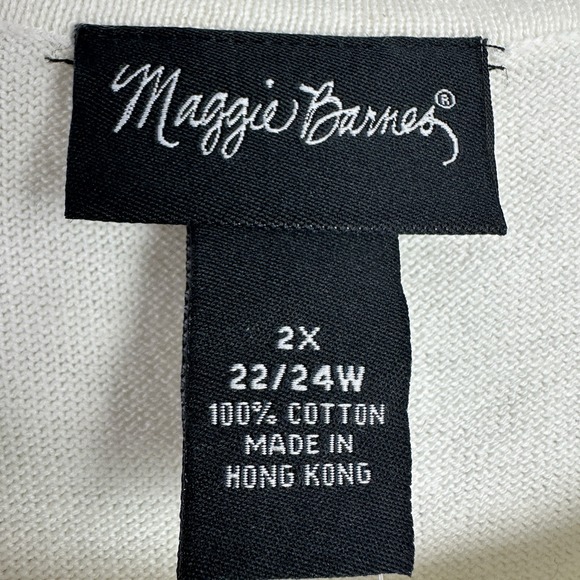 Maggie Barnes®
2X
22/24W
100% COTTON
MADE IN
HONG KONG